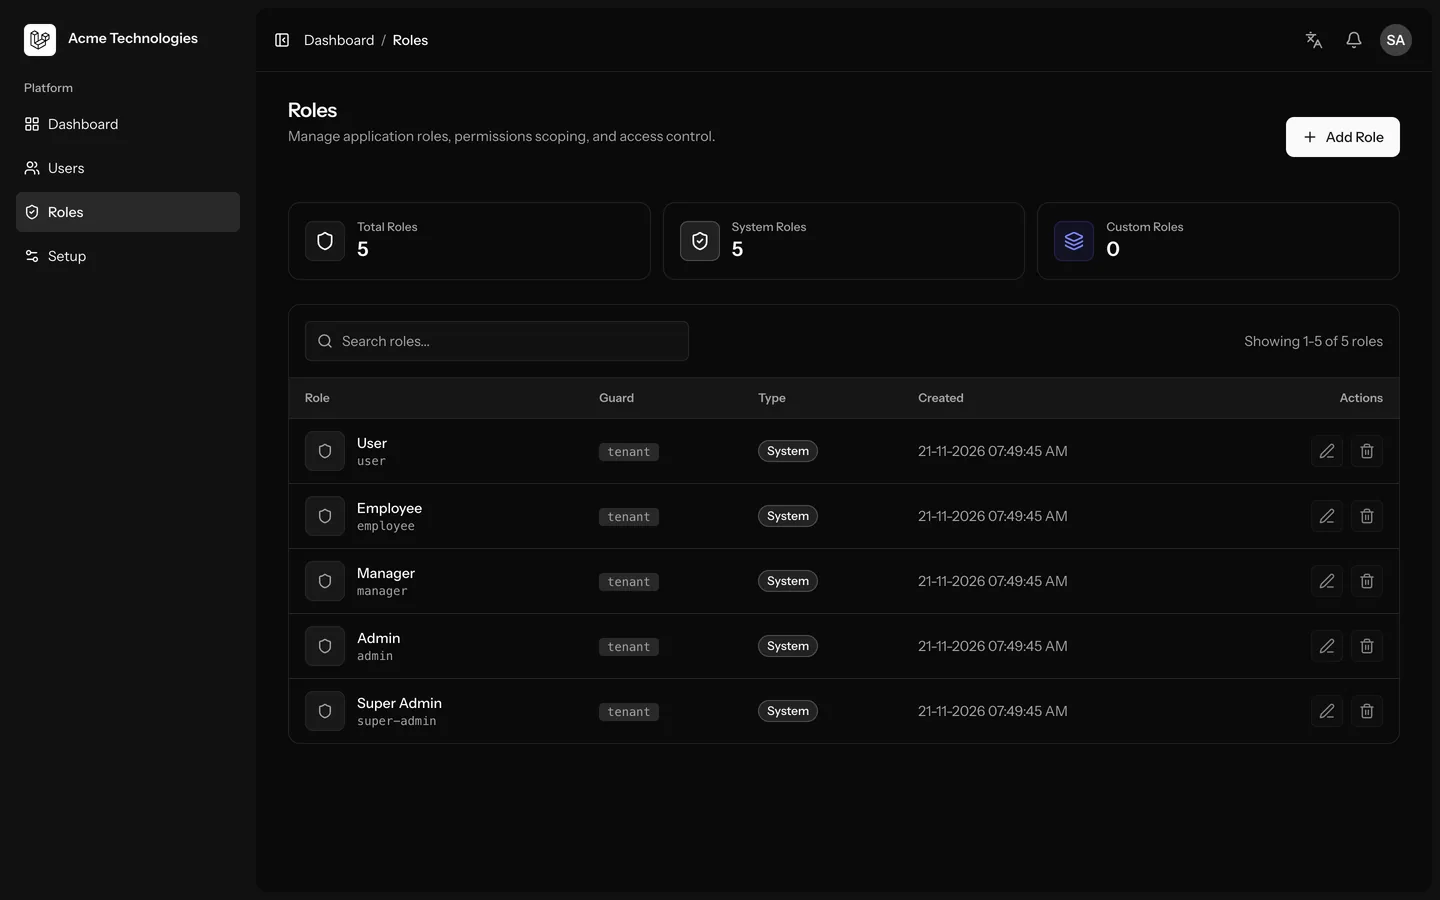 Acme Technologies
Platform
Dashboard
Users
Roles
Setup
Dashboard / Roles
SA
Roles
Manage application roles, permissions scoping, and access control.
Add Role
Total Roles
5
System Roles
5
Custom Roles
0
Search roles...
Showing 1-5 of 5 roles
Role Guard Type Created Actions
User
user
tenant System 21-11-2026 07:49:45 AM
Employee
employee
tenant System 21-11-2026 07:49:45 AM
Manager
manager
tenant System 21-11-2026 07:49:45 AM
Admin
admin
tenant System 21-11-2026 07:49:45 AM
Super Admin
super-admin
tenant System 21-11-2026 07:49:45 AM